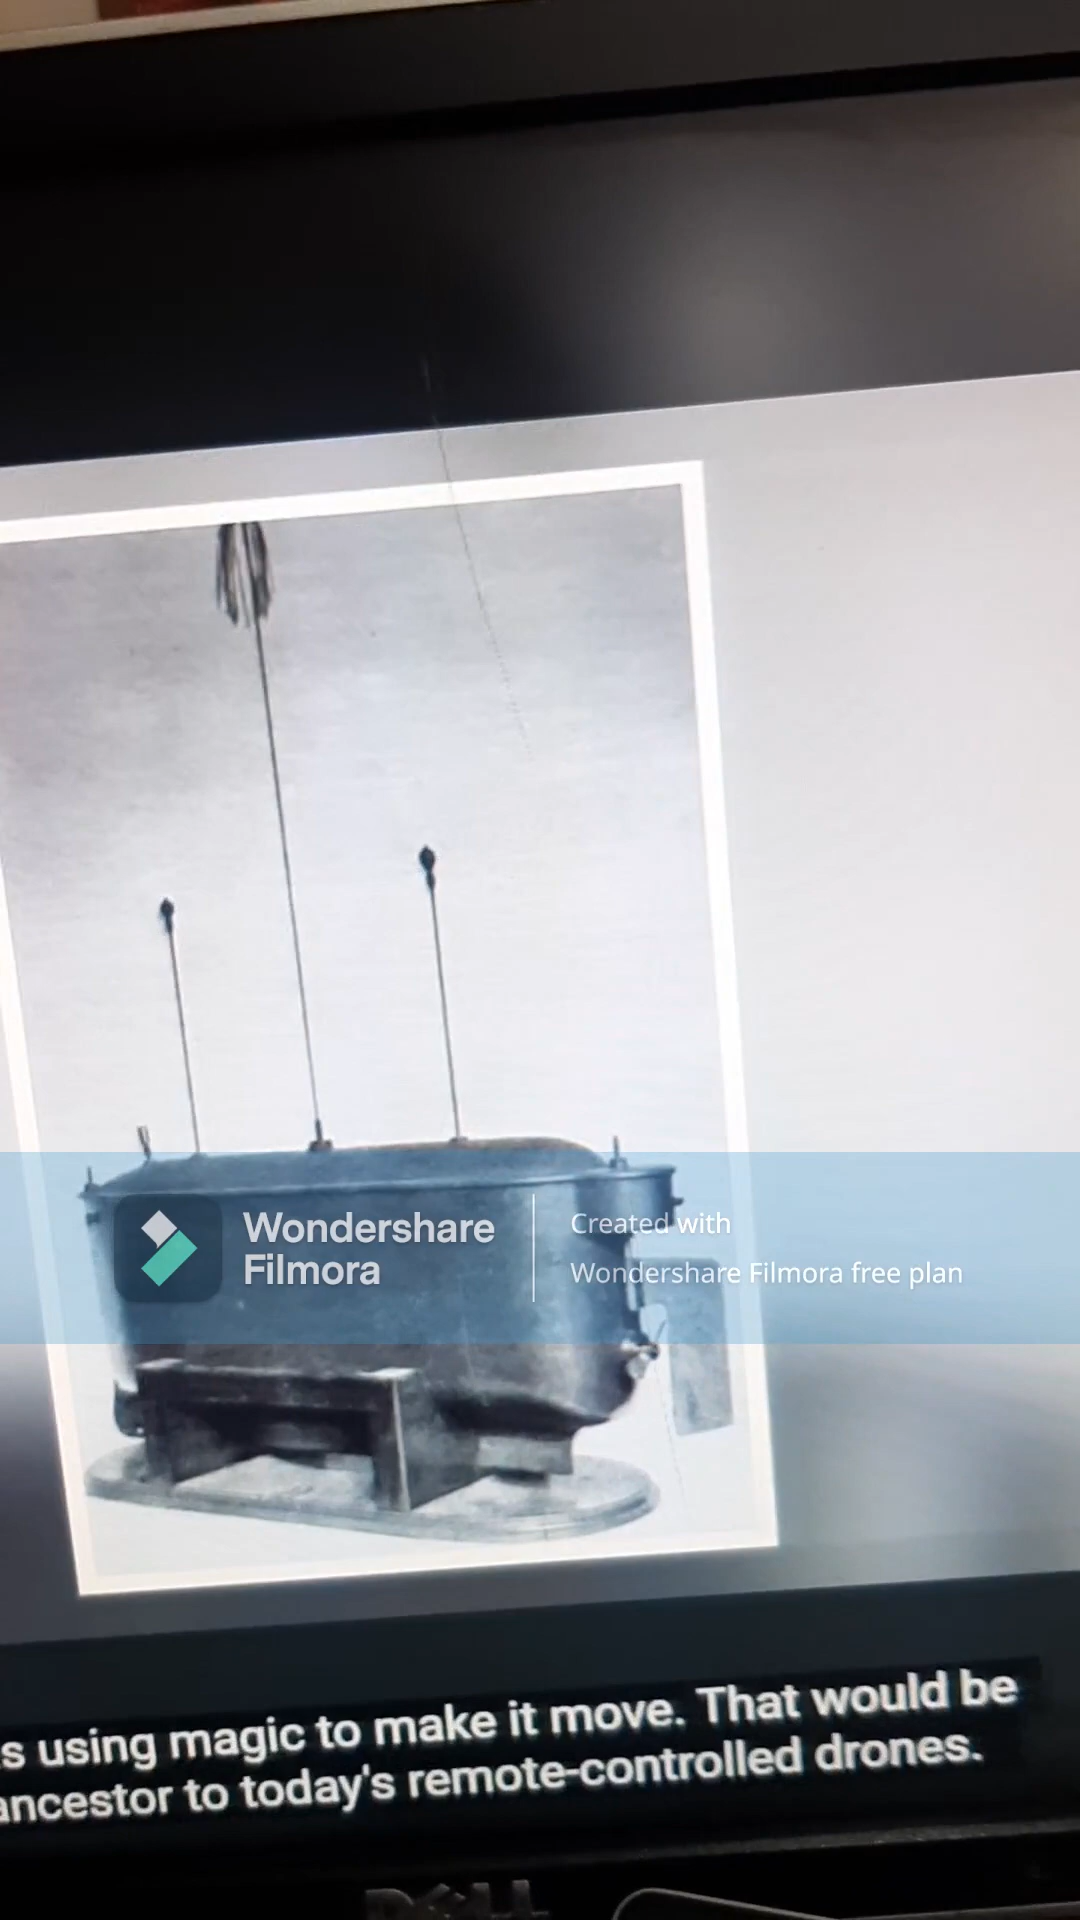 Wondershare
Filmora
Created with
Wondershare Filmora free plan
s using magic to make it move. That would be
ancestor to today's remote-controlled drones.
DELL